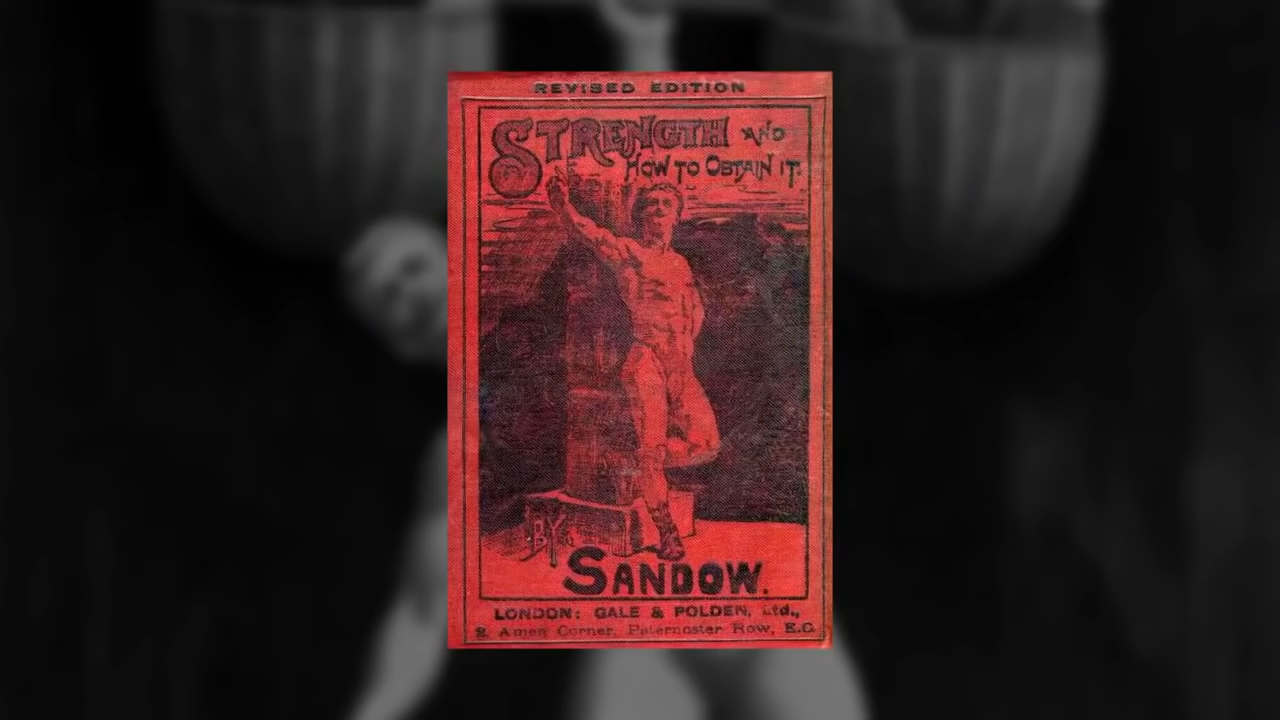 REVISED EDITION
STRENGTH AND
HOW TO OBTAIN IT.
BY
SANDOW.
LONDON: GALE & POLDEN, Ltd.,
2, Amen Corner, Paternoster Row, E.C.